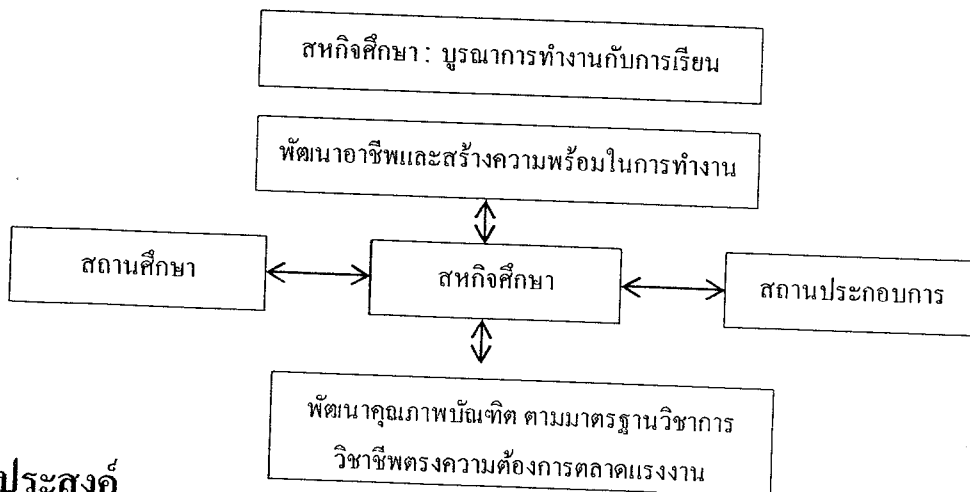 สหกิจศึกษา : บูรณาการทำงานกับการเรียน
พัฒนาอาชีพและสร้างความพร้อมในการทำงาน
สถานศึกษา
สหกิจศึกษา
สถานประกอบการ
พัฒนาคุณภาพบัณฑิต ตามมาตรฐานวิชาการ
วิชาชีพตรงความต้องการตลาดแรงงาน
ประสงค์